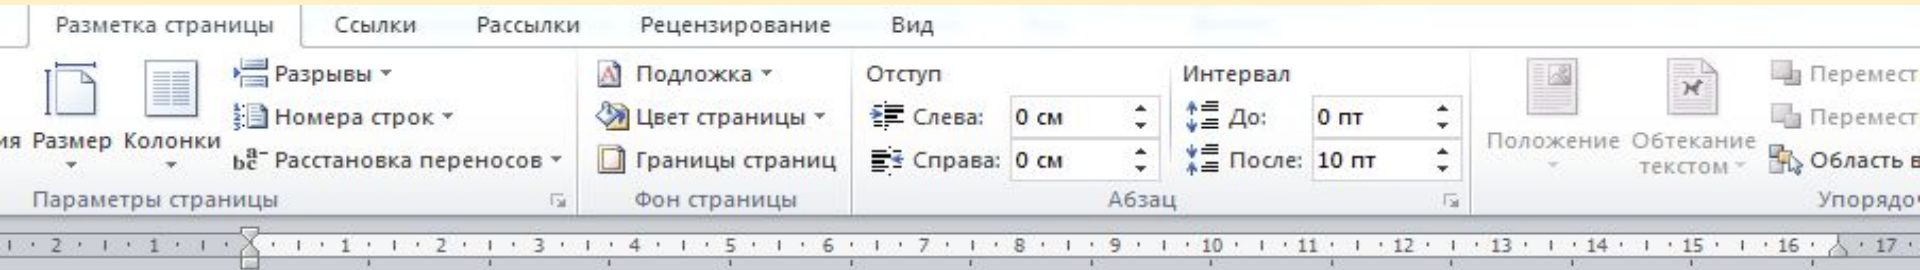 Разметка страницы Ссылки Рассылки Рецензирование Вид
Разрывы Подложка Отступ Интервал Перемест
Номера строк Цвет страницы Слева: 0 см До: 0 пт Перемест
ия Размер Колонки Положение Обтекание текстом
Расстановка переносов Границы страниц Справа: 0 см После: 10 пт Область в
Параметры страницы Фон страницы Абзац Упорядо
2 1 1 2 3 4 5 6 7 8 9 10 11 12 13 14 15 16 17